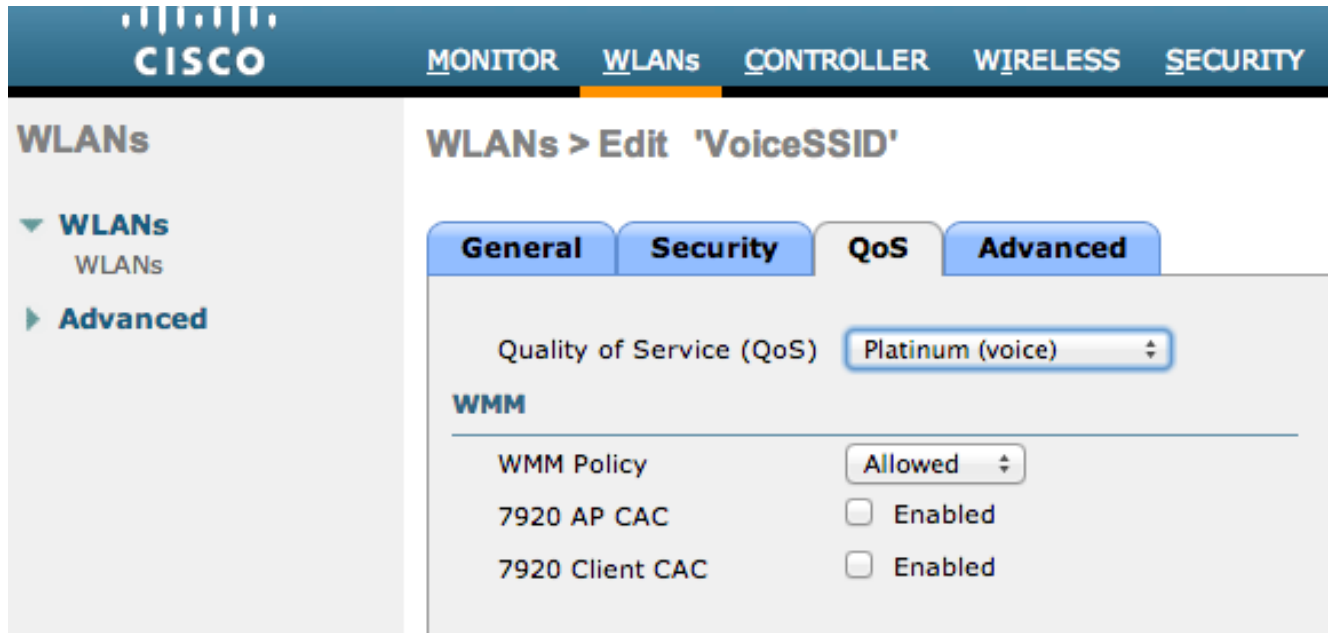 CISCO
MONITOR WLANs CONTROLLER WIRELESS SECURITY
WLANs
WLANs
WLANs
Advanced
WLANs > Edit 'VoiceSSID'
General Security QoS Advanced
Quality of Service (QoS) Platinum (voice)
WMM
WMM Policy Allowed
7920 AP CAC Enabled
7920 Client CAC Enabled